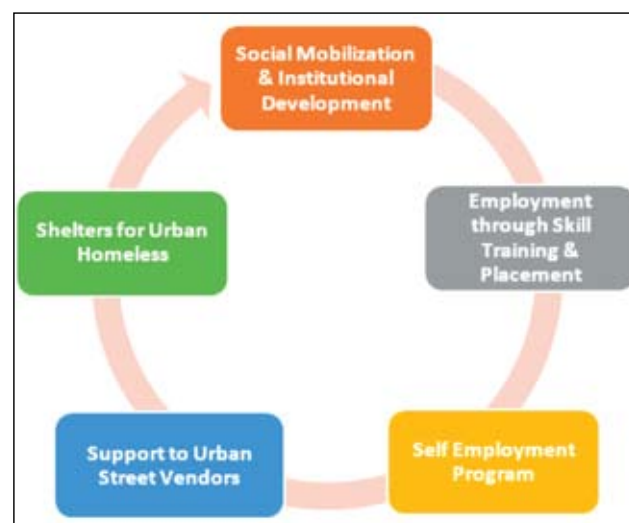 Social Mobilization
& Institutional
Development
Employment
through Skill
Training &
Placement
Self Employment
Program
Support to Urban
Street Vendors
Shelters for Urban
Homeless